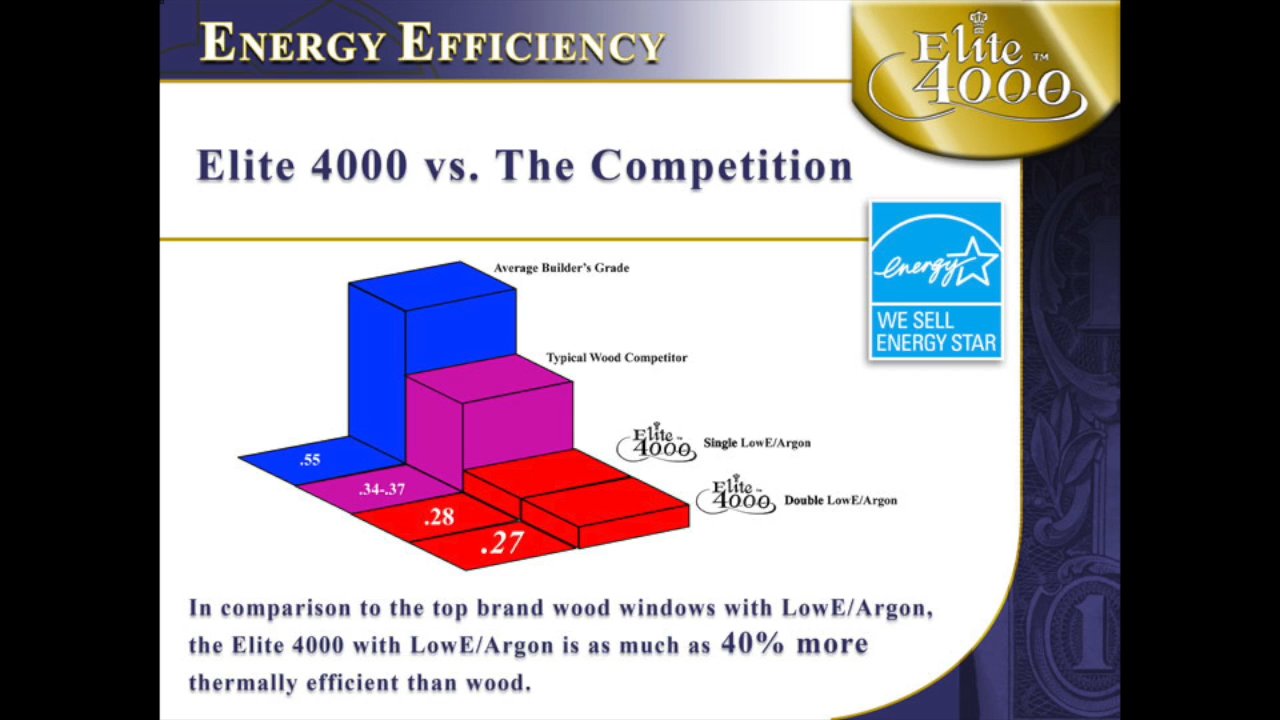 ENERGY EFFICIENCY
Elite ™
4000
Elite 4000 vs. The Competition
energy
WE SELL
ENERGY STAR
Average Builder's Grade
Typical Wood Competitor
Elite ™
4000
Single LowE/Argon
Elite ™
4000
Double LowE/Argon
.55
.34-.37
.28
.27
In comparison to the top brand wood windows with LowE/Argon,
the Elite 4000 with LowE/Argon is as much as 40% more
thermally efficient than wood.
1